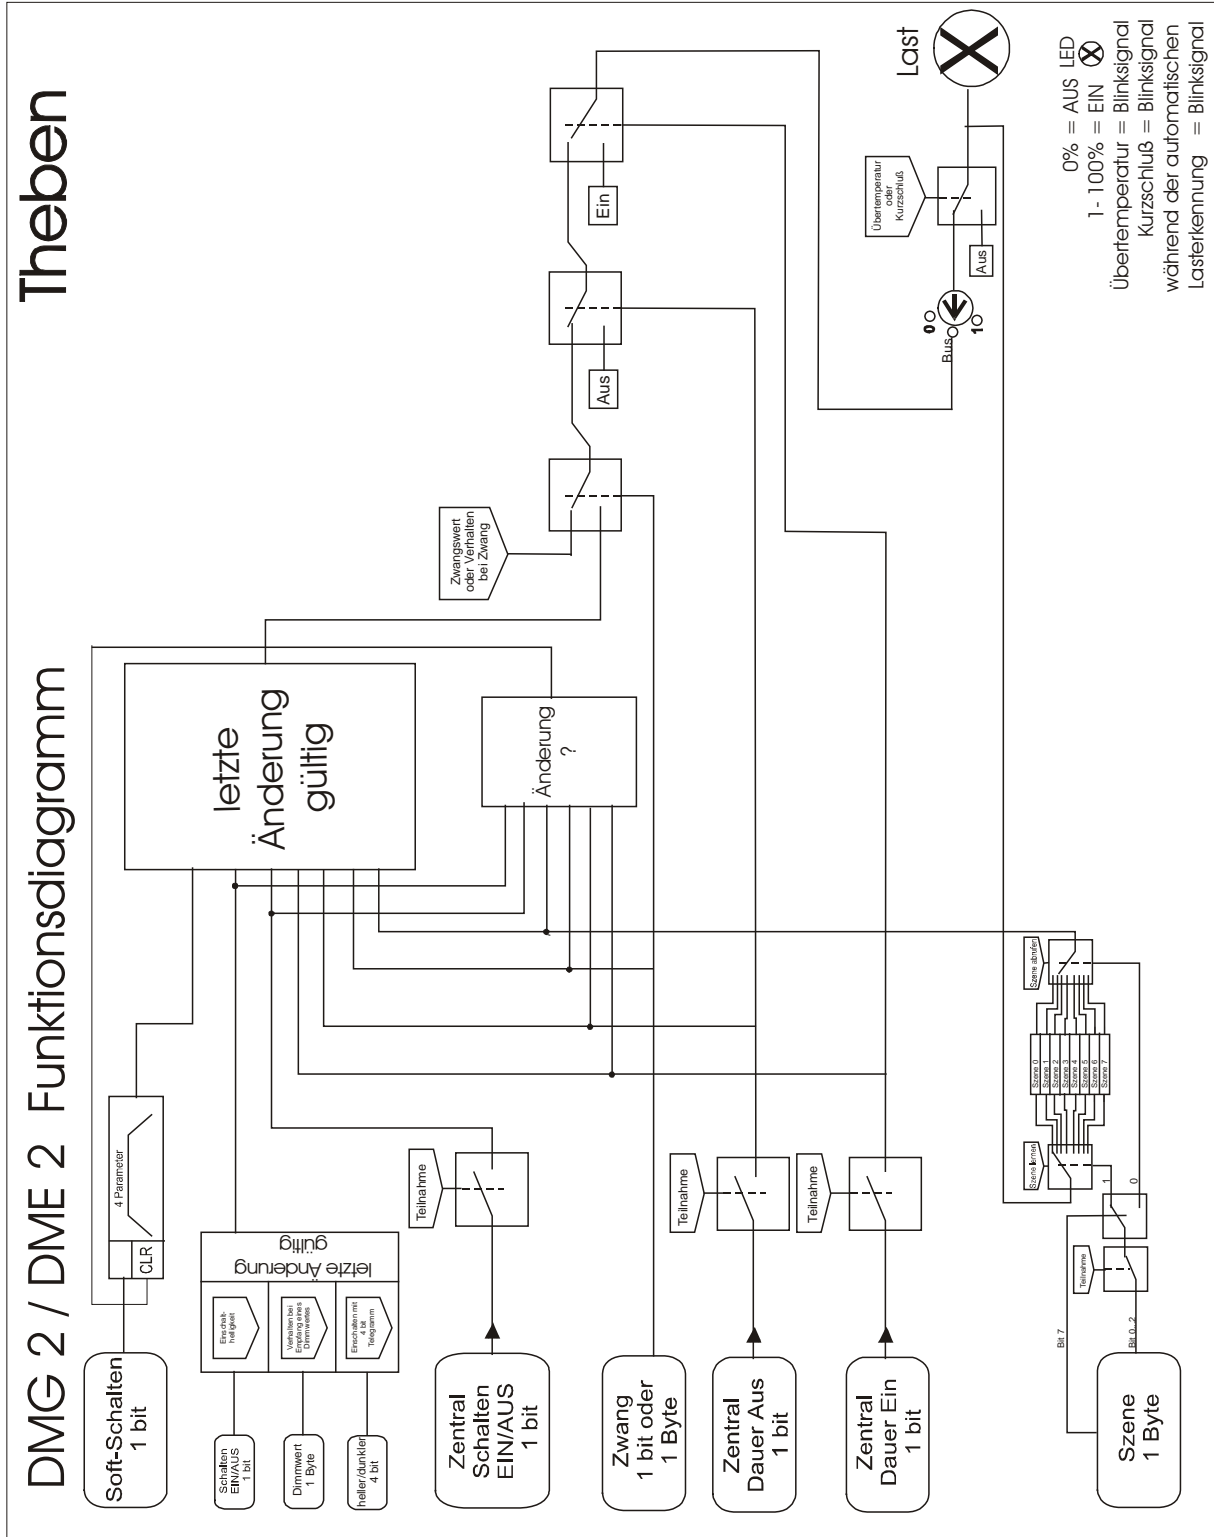 DMG 2 / DME 2 Funktionsdiagramm
Theben
Soft-Schalten
1 bit
CLR
4 Parameter
Schalten
EIN/AUS
1 bit
Dimmwert
1 Byte
heller/dunkler
4 bit
Einschalt-
helligkeit
Verhalten bei
Empfang eines
Dimmwertes
Einschalten mit
4 bit
Telegramm
letzte Änderung
gültig
letzte
Änderung
gültig
Änderung
?
Zentral
Schalten
EIN/AUS
1 bit
Teilnahme
Zwang
1 bit oder
1 Byte
Zwangswert
oder Verhalten
bei Zwang
Zentral
Dauer Aus
1 bit
Teilnahme
Aus
Zentral
Dauer Ein
1 bit
Teilnahme
Ein
Szene
1 Byte
Bit 7
Bit 0..2
Teilnahme
1
0
Szene lernen
Szene 0
Szene 1
Szene 2
Szene 3
Szene 4
Szene 5
Szene 6
Szene 7
Szene abrufen
Bus
0
1
Aus
Übertemperatur
oder
Kurzschluß
Last
0% = AUS LED
1- 100% = EIN
Übertemperatur = Blinksignal
Kurzschluß = Blinksignal
während der automatischen
Lasterkennung = Blinksignal